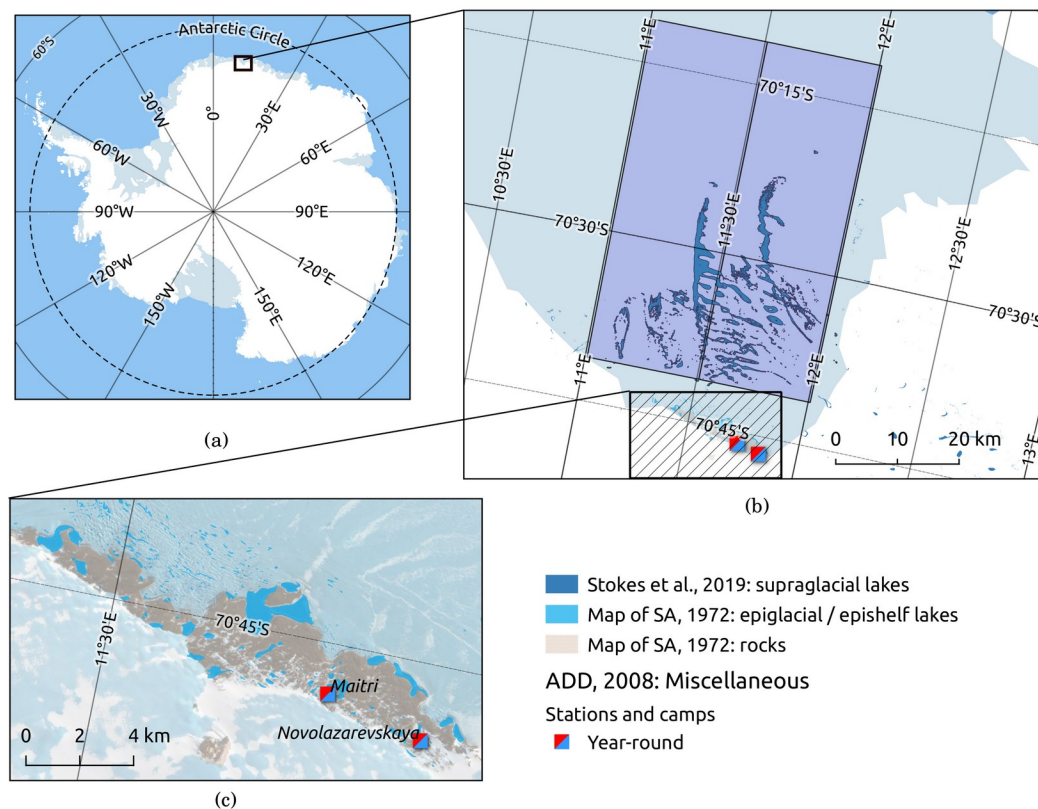 Antarctic Circle
60°S
30°W
0°
30°E
60°W
60°E
90°W
90°E
120°W
120°E
150°W
150°E
(a)
11°E
12°E
70°15'S
10°30'E
70°30'S
11°30'E
12°30'E
70°30'S
11°E
12°E
70°45'S
13°E
0 10 20 km
(b)
70°45'S
11°30'E
Maitri
Novolazarevskaya
0 2 4 km
(c)
Stokes et al., 2019: supraglacial lakes
Map of SA, 1972: epiglacial / epishelf lakes
Map of SA, 1972: rocks
ADD, 2008: Miscellaneous
Stations and camps
Year-round